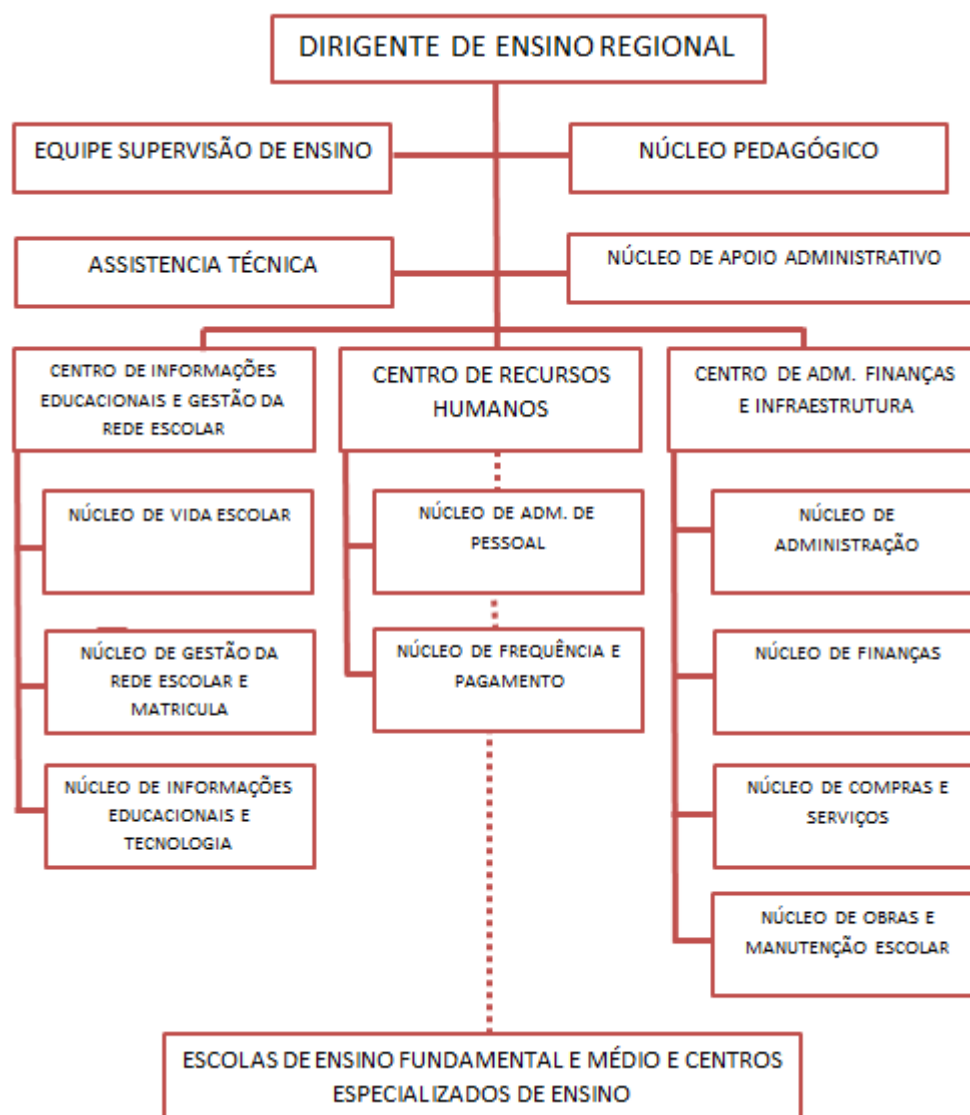 DIRIGENTE DE ENSINO REGIONAL
EQUIPE SUPERVISÃO DE ENSINO
NÚCLEO PEDAGÓGICO
ASSISTENCIA TÉCNICA
NÚCLEO DE APOIO ADMINISTRATIVO
CENTRO DE INFORMAÇÕES
EDUCACIONAIS E GESTÃO DA
REDE ESCOLAR
CENTRO DE RECURSOS
HUMANOS
CENTRO DE ADM. FINANÇAS
E INFRAESTRUTURA
NÚCLEO DE VIDA ESCOLAR
NÚCLEO DE ADM. DE
PESSOAL
NÚCLEO DE
ADMINISTRAÇÃO
NÚCLEO DE GESTÃO DA
REDE ESCOLAR E
MATRICULA
NÚCLEO DE FREQUÊNCIA E
PAGAMENTO
NÚCLEO DE FINANÇAS
NÚCLEO DE INFORMAÇÕES
EDUCACIONAIS E
TECNOLOGIA
NÚCLEO DE COMPRAS E
SERVIÇOS
NÚCLEO DE OBRAS E
MANUTENÇÃO ESCOLAR
ESCOLAS DE ENSINO FUNDAMENTAL E MÉDIO E CENTROS
ESPECIALIZADOS DE ENSINO